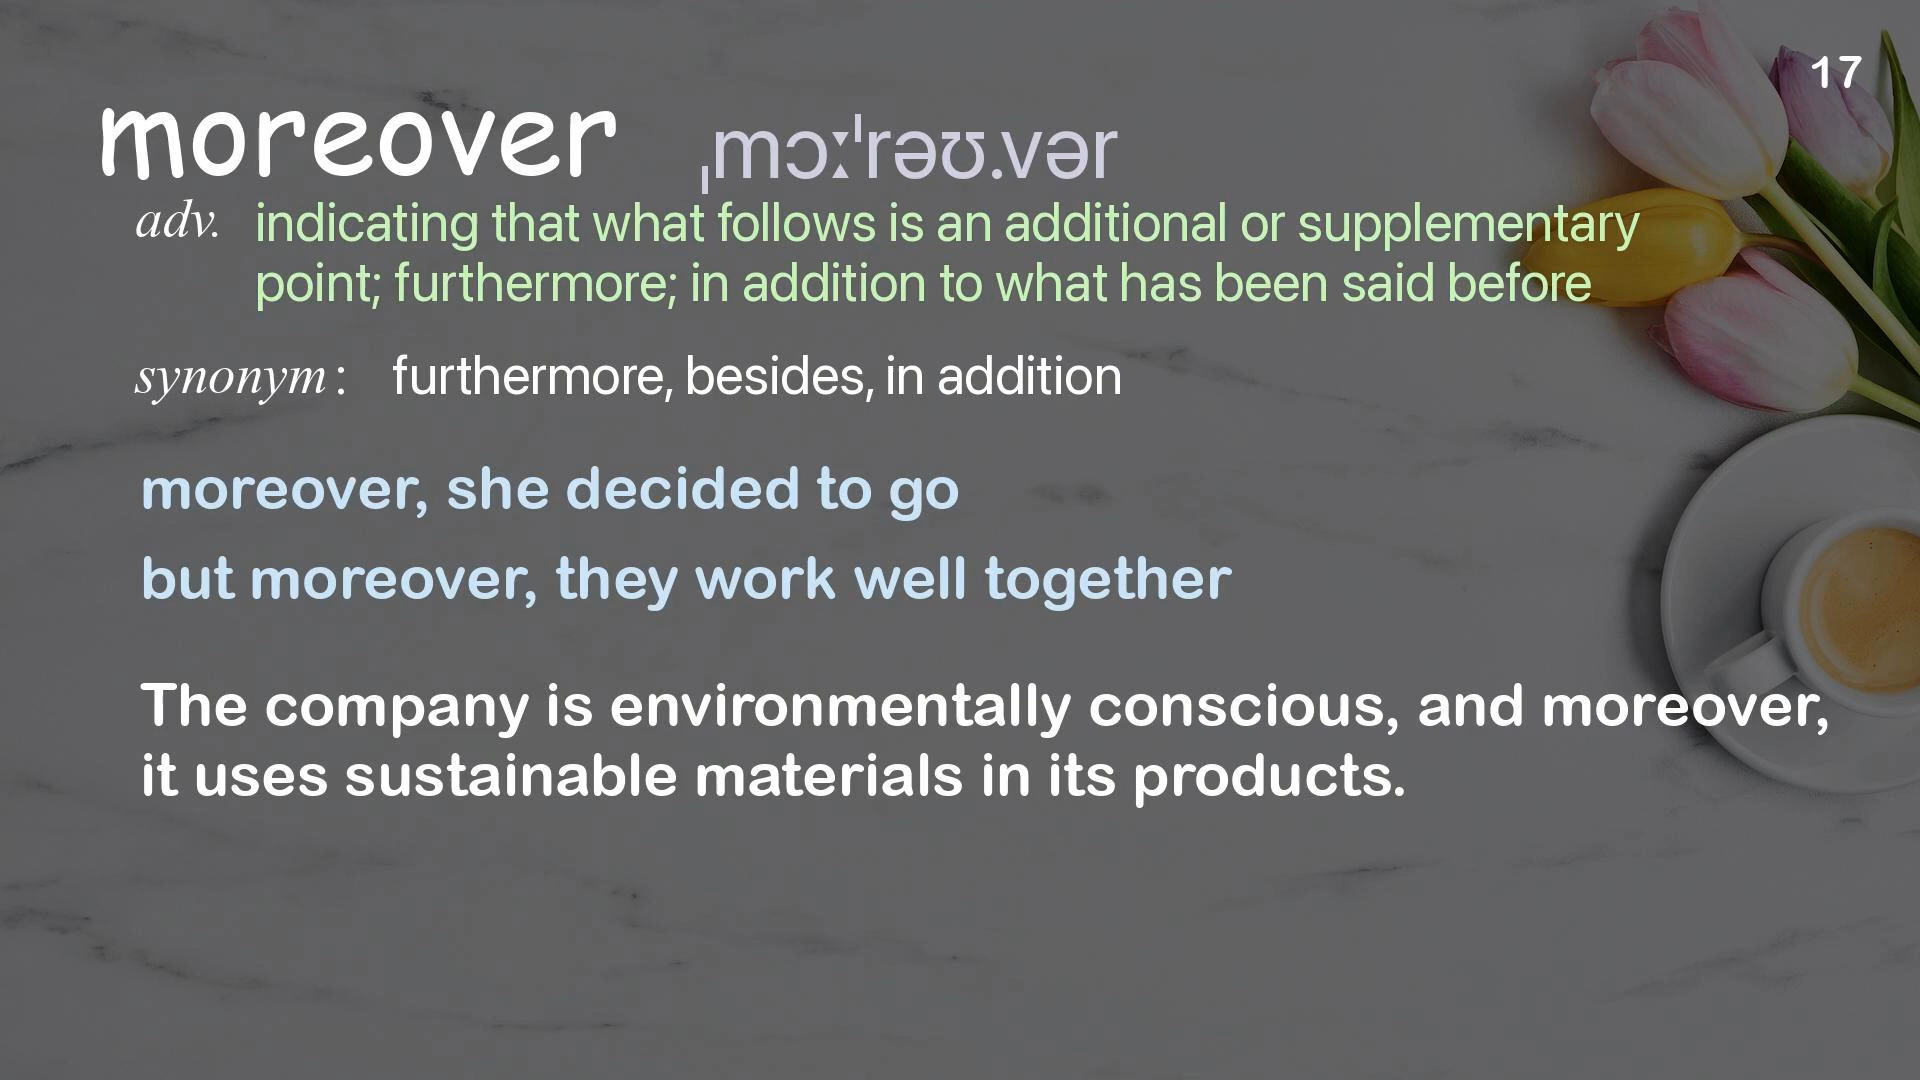 17
moreover ˌmɔːˈrəʊ.vər
adv. indicating that what follows is an additional or supplementary
point; furthermore; in addition to what has been said before
synonym: furthermore, besides, in addition
moreover, she decided to go
but moreover, they work well together
The company is environmentally conscious, and moreover,
it uses sustainable materials in its products.